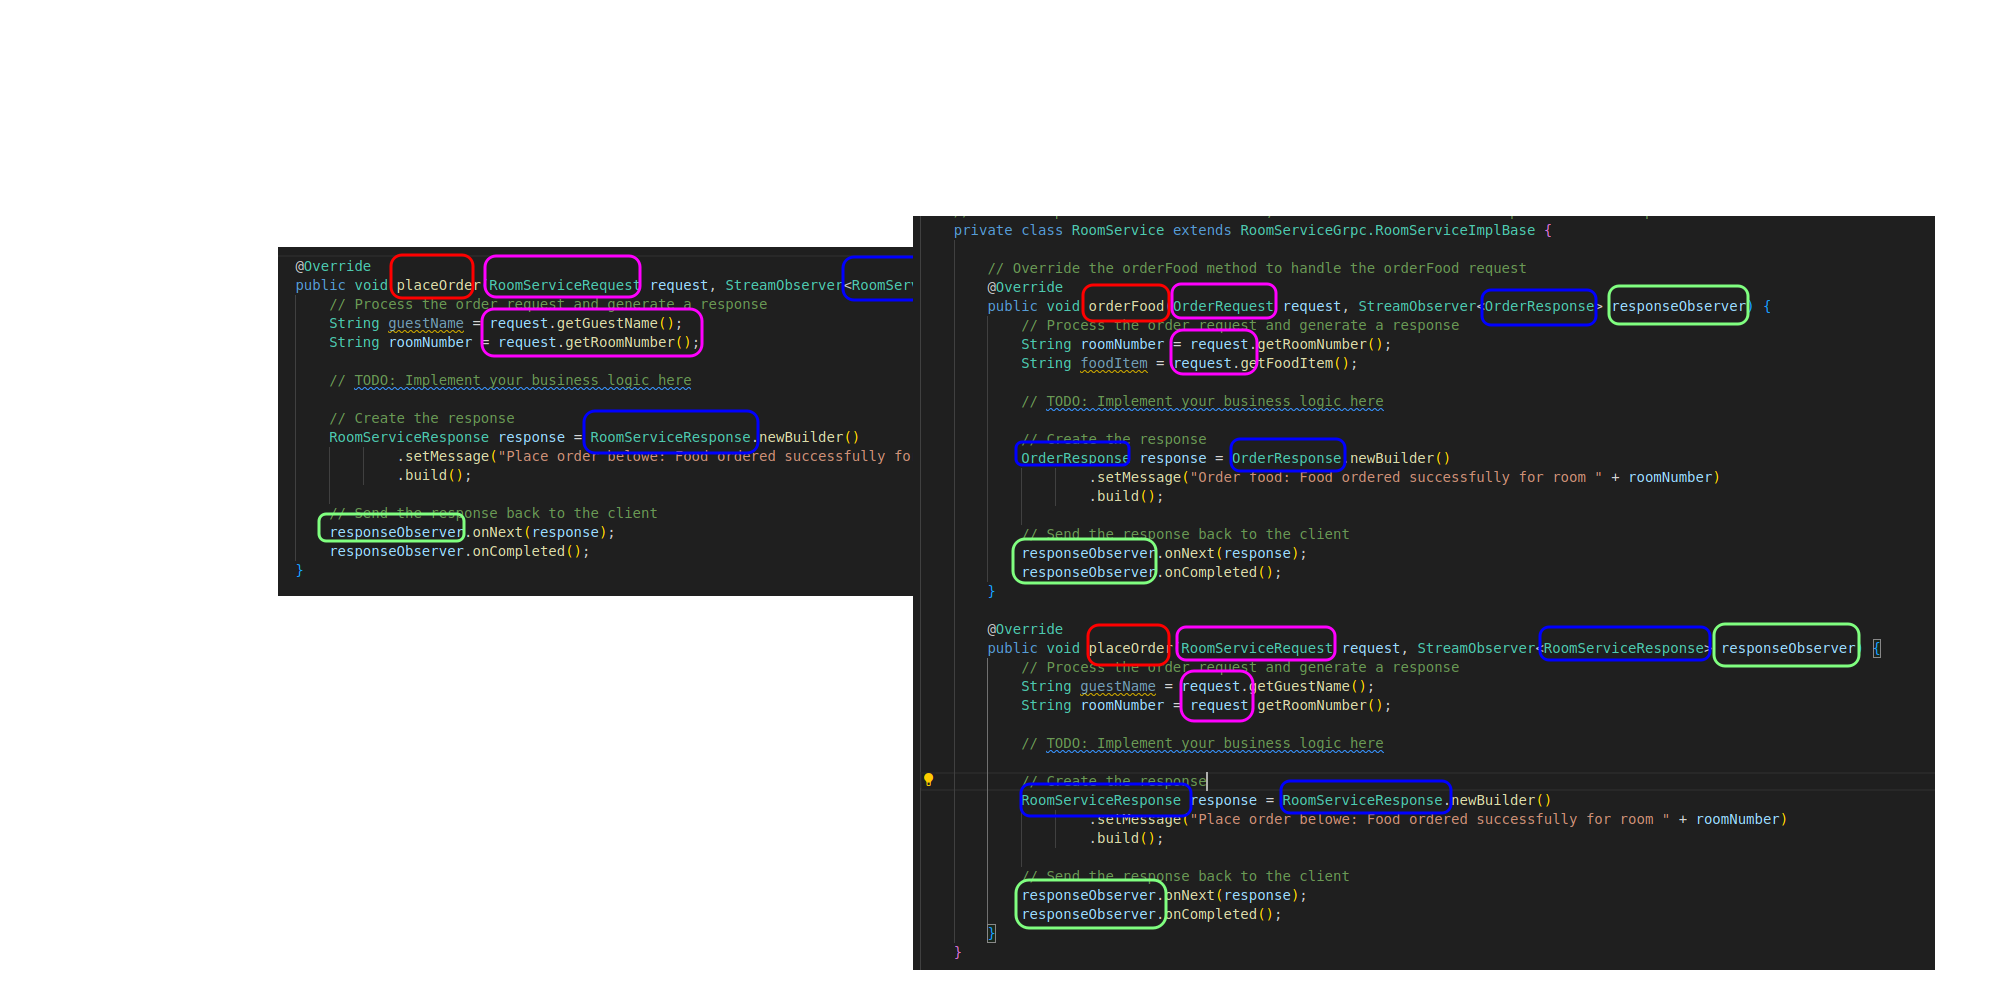 @Override
public void placeOrder(RoomServiceRequest request, StreamObserver<RoomServ
// Process the order request and generate a response
String guestName = request.getGuestName();
String roomNumber = request.getRoomNumber();
// TODO: Implement your business logic here
// Create the response
RoomServiceResponse response = RoomServiceResponse.newBuilder()
.setMessage("Place order belowe: Food ordered successfully fo
.build();
// Send the response back to the client
responseObserver.onNext(response);
responseObserver.onCompleted();
}
private class RoomService extends RoomServiceGrpc.RoomServiceImplBase {
// Override the orderFood method to handle the orderFood request
@Override
public void orderFood(OrderRequest request, StreamObserver<OrderResponse> responseObserver) {
// Process the order request and generate a response
String roomNumber = request.getRoomNumber();
String foodItem = request.getFoodItem();
// TODO: Implement your business logic here
// Create the response
OrderResponse response = OrderResponse.newBuilder()
.setMessage("Order food: Food ordered successfully for room " + roomNumber)
.build();
// Send the response back to the client
responseObserver.onNext(response);
responseObserver.onCompleted();
}
@Override
public void placeOrder(RoomServiceRequest request, StreamObserver<RoomServiceResponse> responseObserver) {
// Process the order request and generate a response
String guestName = request.getGuestName();
String roomNumber = request.getRoomNumber();
// TODO: Implement your business logic here
// Create the response
RoomServiceResponse response = RoomServiceResponse.newBuilder()
.setMessage("Place order belowe: Food ordered successfully for room " + roomNumber)
.build();
// Send the response back to the client
responseObserver.onNext(response);
responseObserver.onCompleted();
}
}